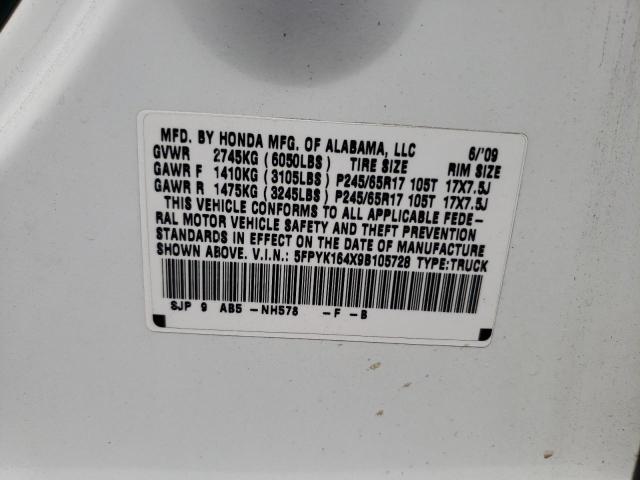 MFD. BY HONDA MFG. OF ALABAMA, LLC 6/'09
GVWR 2745KG (6050LBS) TIRE SIZE RIM SIZE
GAWR F 1410KG (3105LBS) P245/65R17 105T 17X7.5J
GAWR R 1475KG (3245LBS) P245/65R17 105T 17X7.5J
THIS VEHICLE CONFORMS TO ALL APPLICABLE FEDE-
RAL MOTOR VEHICLE SAFETY AND THEFT PREVENTION
STANDARDS IN EFFECT ON THE DATE OF MANUFACTURE
SHOWN ABOVE. V.I.N.: 5FPYK164X9B105728 TYPE:TRUCK
SJP 9 AB5 -NH578 -F -B